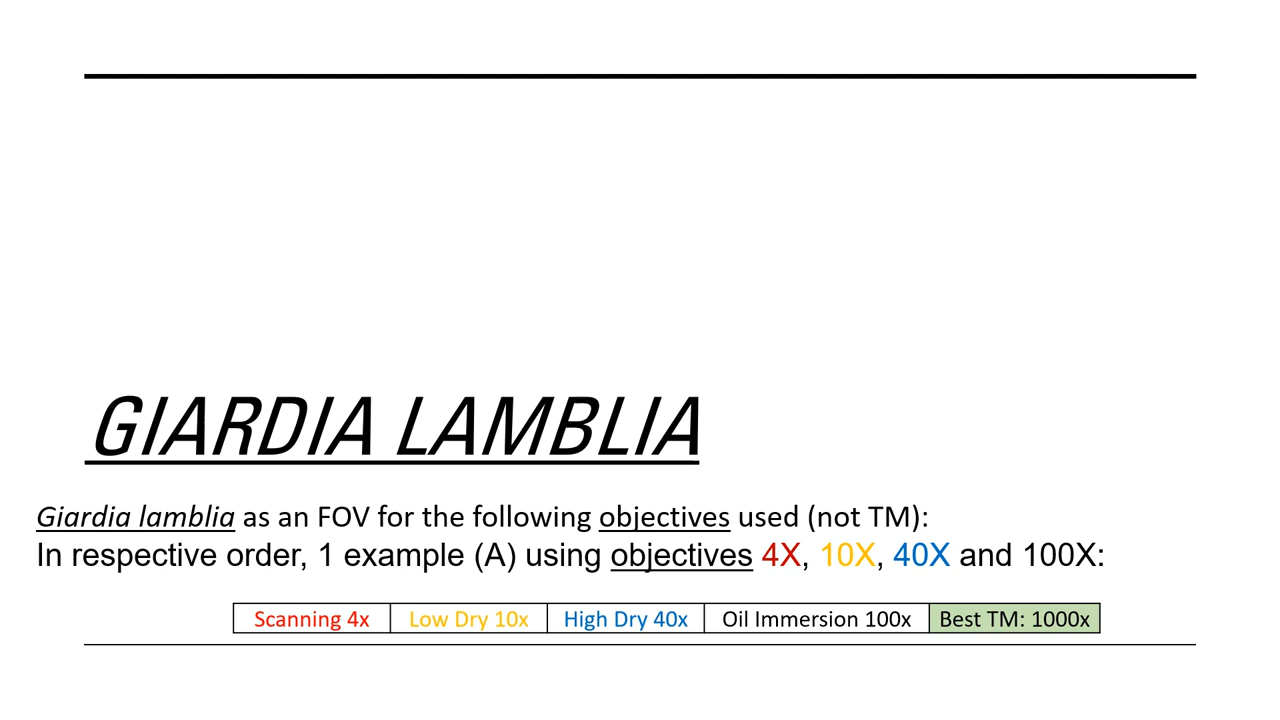 GIARDIA LAMBLIA
Giardia lamblia as an FOV for the following objectives used (not TM):
In respective order, 1 example (A) using objectives 4X, 10X, 40X and 100X:
Scanning 4x Low Dry 10x High Dry 40x Oil Immersion 100x Best TM: 1000x